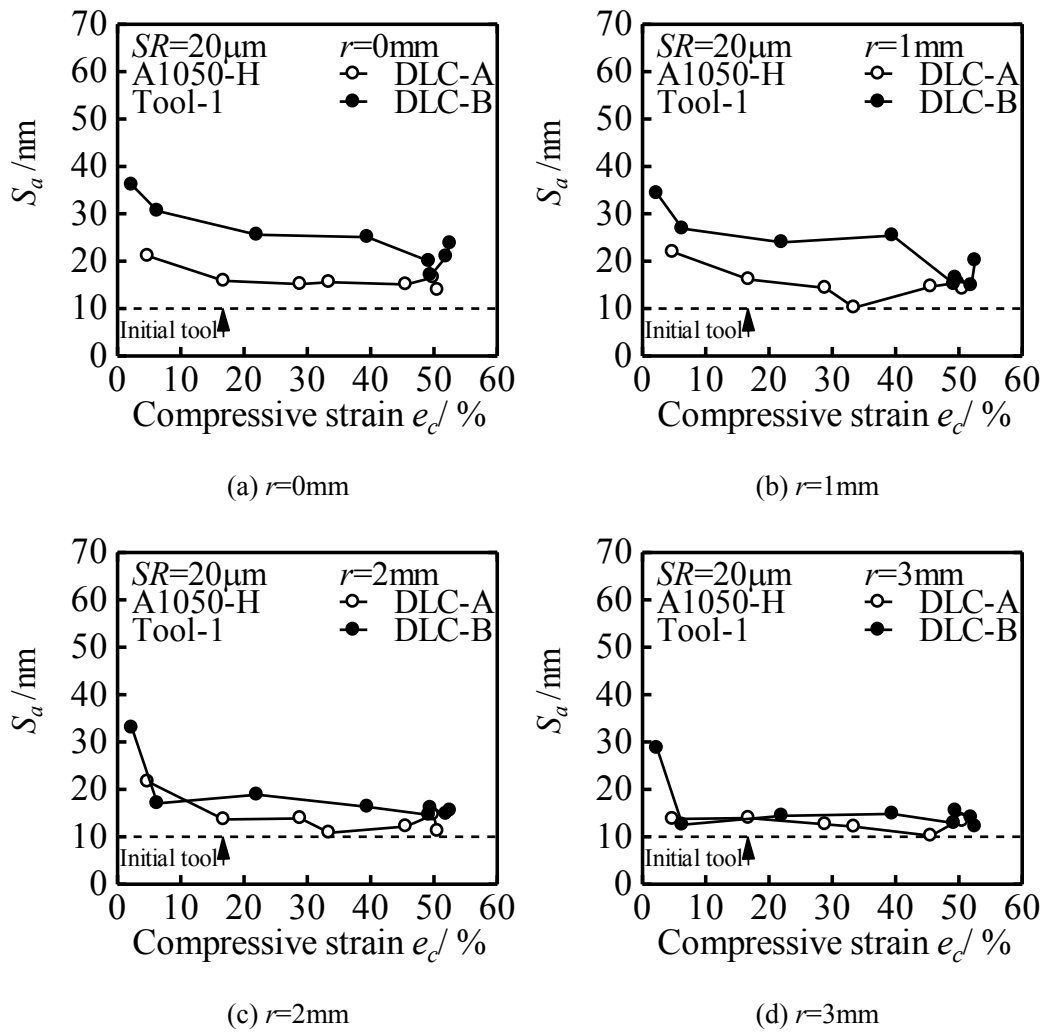 70
60
50
40
30
20
10
0
S_a /nm
SR=20μm r=0mm
A1050-H DLC-A
Tool-1 DLC-B
Initial tool
0 10 20 30 40 50 60
Compressive strain e_c / %
(a) r=0mm
70
60
50
40
30
20
10
0
S_a /nm
SR=20μm r=1mm
A1050-H DLC-A
Tool-1 DLC-B
Initial tool
0 10 20 30 40 50 60
Compressive strain e_c / %
(b) r=1mm
70
60
50
40
30
20
10
0
S_a /nm
SR=20μm r=2mm
A1050-H DLC-A
Tool-1 DLC-B
Initial tool
0 10 20 30 40 50 60
Compressive strain e_c / %
(c) r=2mm
70
60
50
40
30
20
10
0
S_a /nm
SR=20μm r=3mm
A1050-H DLC-A
Tool-1 DLC-B
Initial tool
0 10 20 30 40 50 60
Compressive strain e_c / %
(d) r=3mm